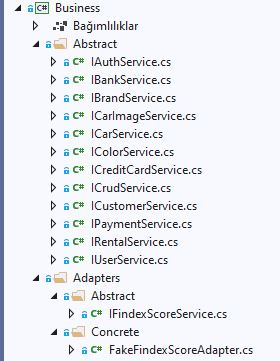 C# Business
Bağımlılıklar
Abstract
C# IAuthService.cs
C# IBankService.cs
C# IBrandService.cs
C# ICarImageService.cs
C# ICarService.cs
C# IColorService.cs
C# ICreditCardService.cs
C# ICrudService.cs
C# ICustomerService.cs
C# IPaymentService.cs
C# IRentalService.cs
C# IUserService.cs
Adapters
Abstract
C# IFindexScoreService.cs
Concrete
C# FakeFindexScoreAdapter.cs